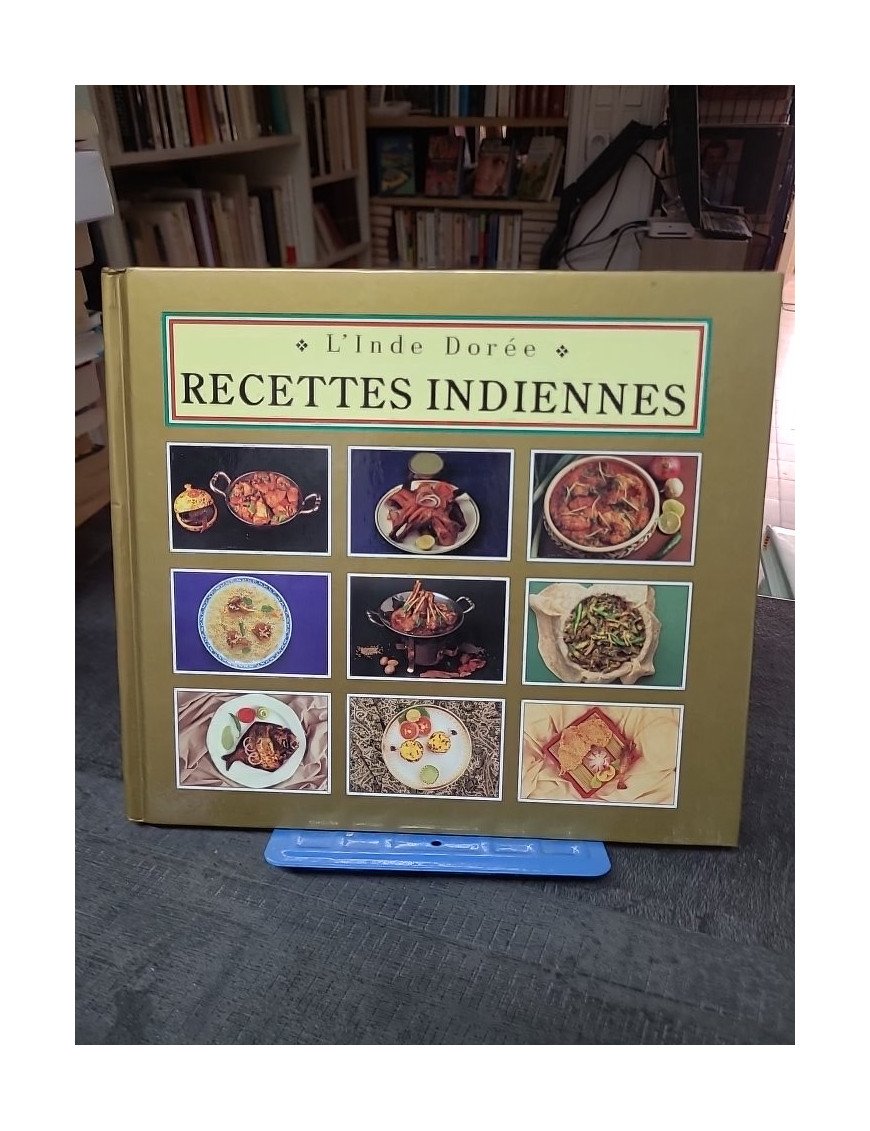 ❖ L'Inde Dorée ❖
RECETTES INDIENNES